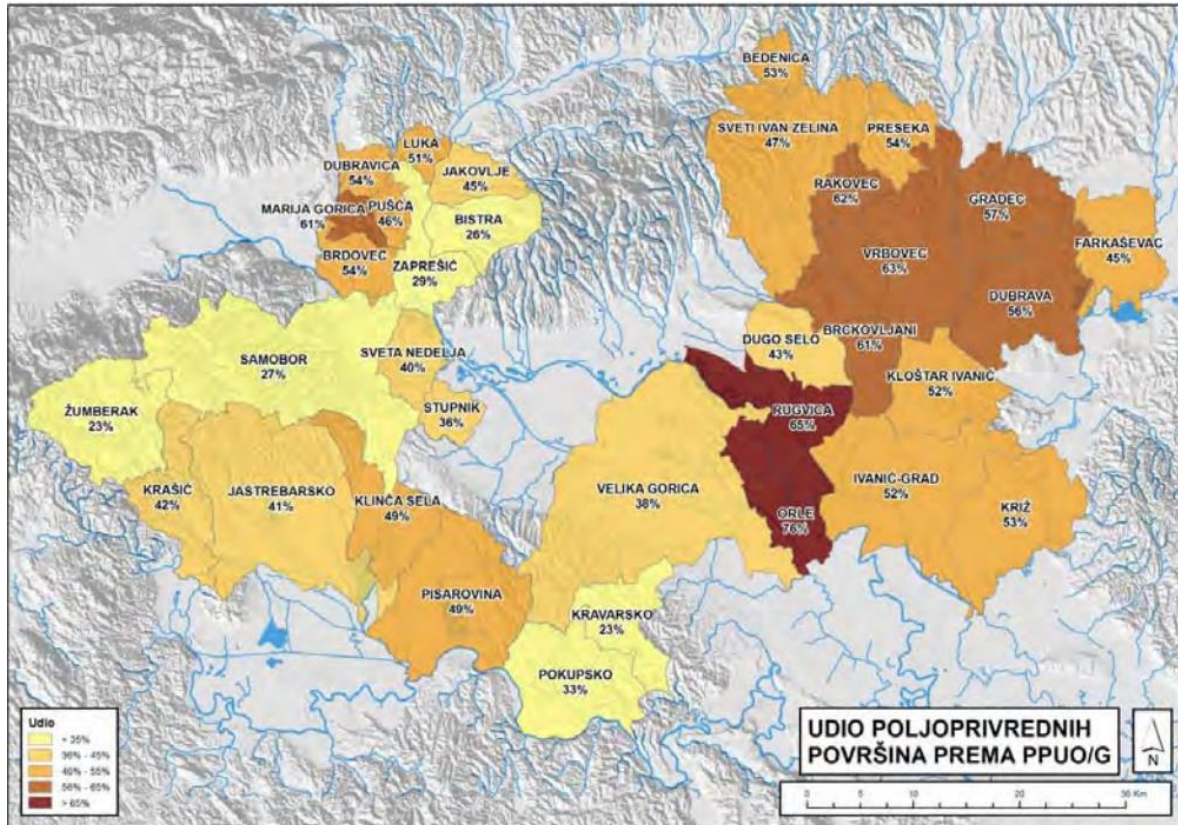 BEDENICA
53%
SVETI IVAN ZELINA
47%
PRESEKA
54%
LUKA
51%
DUBRAVICA
54%
JAKOVLJE
45%
MARIJA GORICA
61%
PUŠĆA
46%
BISTRA
26%
RAKOVEC
62%
GRADEC
57%
BRDOVEC
54%
ZAPREŠIĆ
29%
VRBOVEC
63%
FARKAŠEVAC
45%
DUBRAVA
56%
SAMOBOR
27%
SVETA NEDELJA
40%
DUGO SELO
43%
BRCKOVLJANI
61%
KLOŠTAR IVANIĆ
52%
ŽUMBERAK
23%
STUPNIK
36%
RUGVICA
65%
KRAŠIĆ
42%
JASTREBARSKO
41%
KLINČA SELA
49%
VELIKA GORICA
38%
IVANIĆ-GRAD
52%
ORLE
76%
KRIŽ
53%
PISAROVINA
49%
KRAVARSKO
23%
POKUPSKO
33%
Udio
< 35%
36% - 45%
46% - 55%
56% - 65%
> 65%
UDIO POLJOPRIVREDNIH
POVRŠINA PREMA PPUO/G
N
0 5 10 20 30 Km